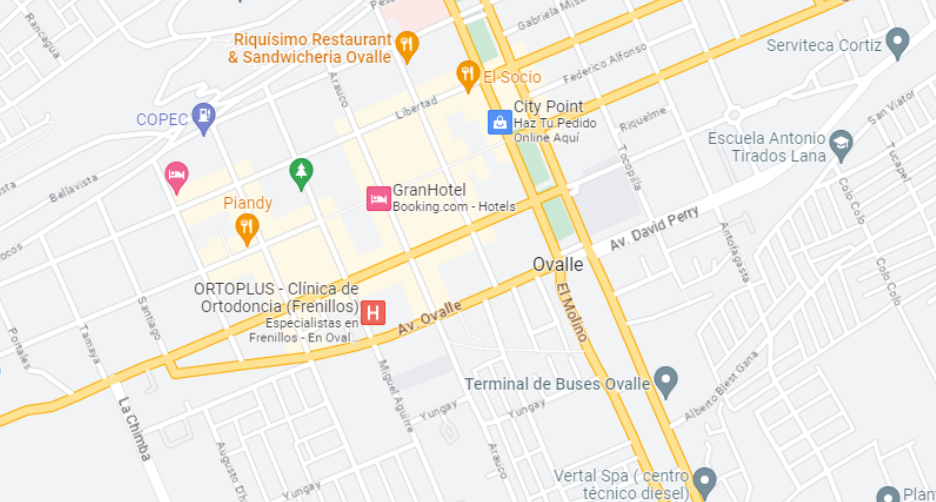 Rancagua
Riquísimo Restaurant
& Sandwicheria Ovalle
Gabriela
Serviteca Cortiz
El Socio
Federico Alfonso
Arauco
Libertad
City Point
Haz Tu Pedido
Online Aquí
COPEC
Riquelme
San Viator
Escuela Antonio
Tirados Lana
Tocopilla
Tucapel
Bellavista
GranHotel
Booking.com - Hotels
Colo Colo
Piandy
Av. David Perry
Antofagasta
Ovalle
Colo Colo
ORTOPLUS - Clínica de
Ortodoncia (Frenillos)
Especialistas en
Frenillos - En Oval...
H
Santiago
Av. Ovalle
El Molino
Portales
Tamaya
Miguel Aguirre
Terminal de Buses Ovalle
Alberto Blest Gana
La Chimba
Yungay
Yungay
Arauco
Augusto D'h
Yungay
Vertal Spa ( centro
técnico diesel)
Plan